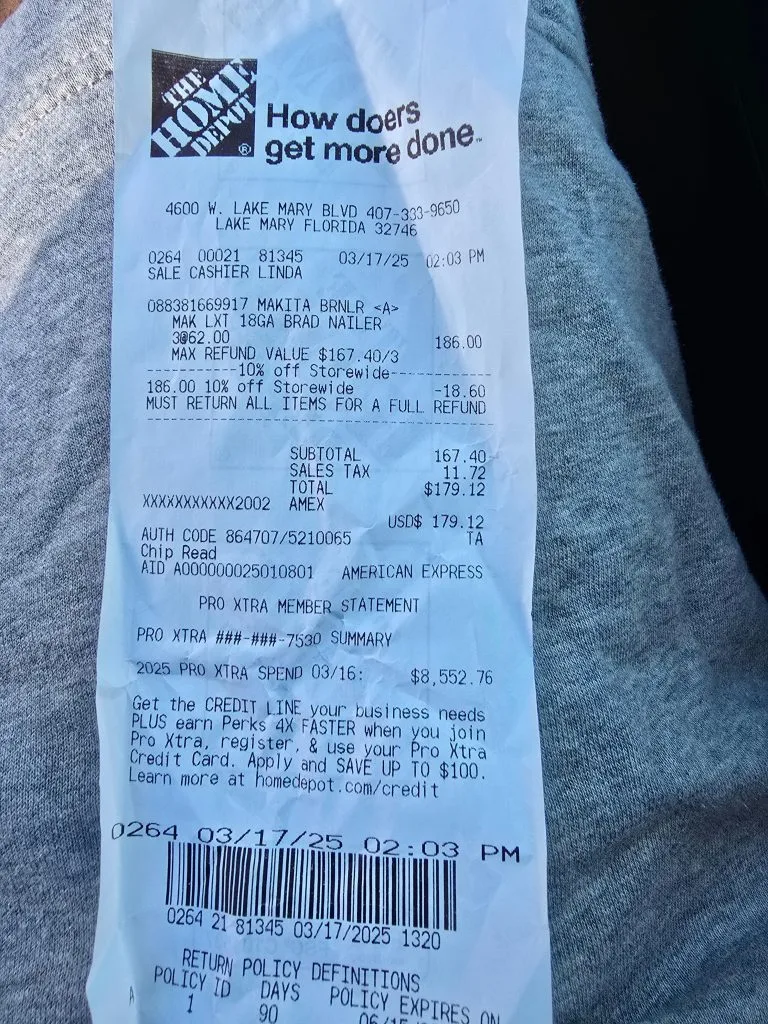 THE
HOME
DEPOT®
How doers
get more done™
4600 W. LAKE MARY BLVD 407-333-9650
LAKE MARY FLORIDA 32746
0264 00021 81345 03/17/25 02:03 PM
SALE CASHIER LINDA
088381669917 MAKITA BRNLR <A>
MAK LXT 18GA BRAD NAILER
3@62.00 186.00
MAX REFUND VALUE $167.40/3
------------10% off Storewide-------------
186.00 10% off Storewide -18.60
MUST RETURN ALL ITEMS FOR A FULL REFUND
SUBTOTAL 167.40
SALES TAX 11.72
TOTAL $179.12
XXXXXXXXXXX2002 AMEX
USD$ 179.12
AUTH CODE 864707/5210065 TA
Chip Read
AID A000000025010801 AMERICAN EXPRESS
PRO XTRA MEMBER STATEMENT
PRO XTRA ###-###-7530 SUMMARY
2025 PRO XTRA SPEND 03/16: $8,552.76
Get the CREDIT LINE your business needs
PLUS earn Perks 4X FASTER when you join
Pro Xtra, register, & use your Pro Xtra
Credit Card. Apply and SAVE UP TO $100.
Learn more at homedepot.com/credit
0264 03/17/25 02:03 PM
0264 21 81345 03/17/2025 1320
RETURN POLICY DEFINITIONS
POLICY ID DAYS POLICY EXPIRES ON
A 1 90